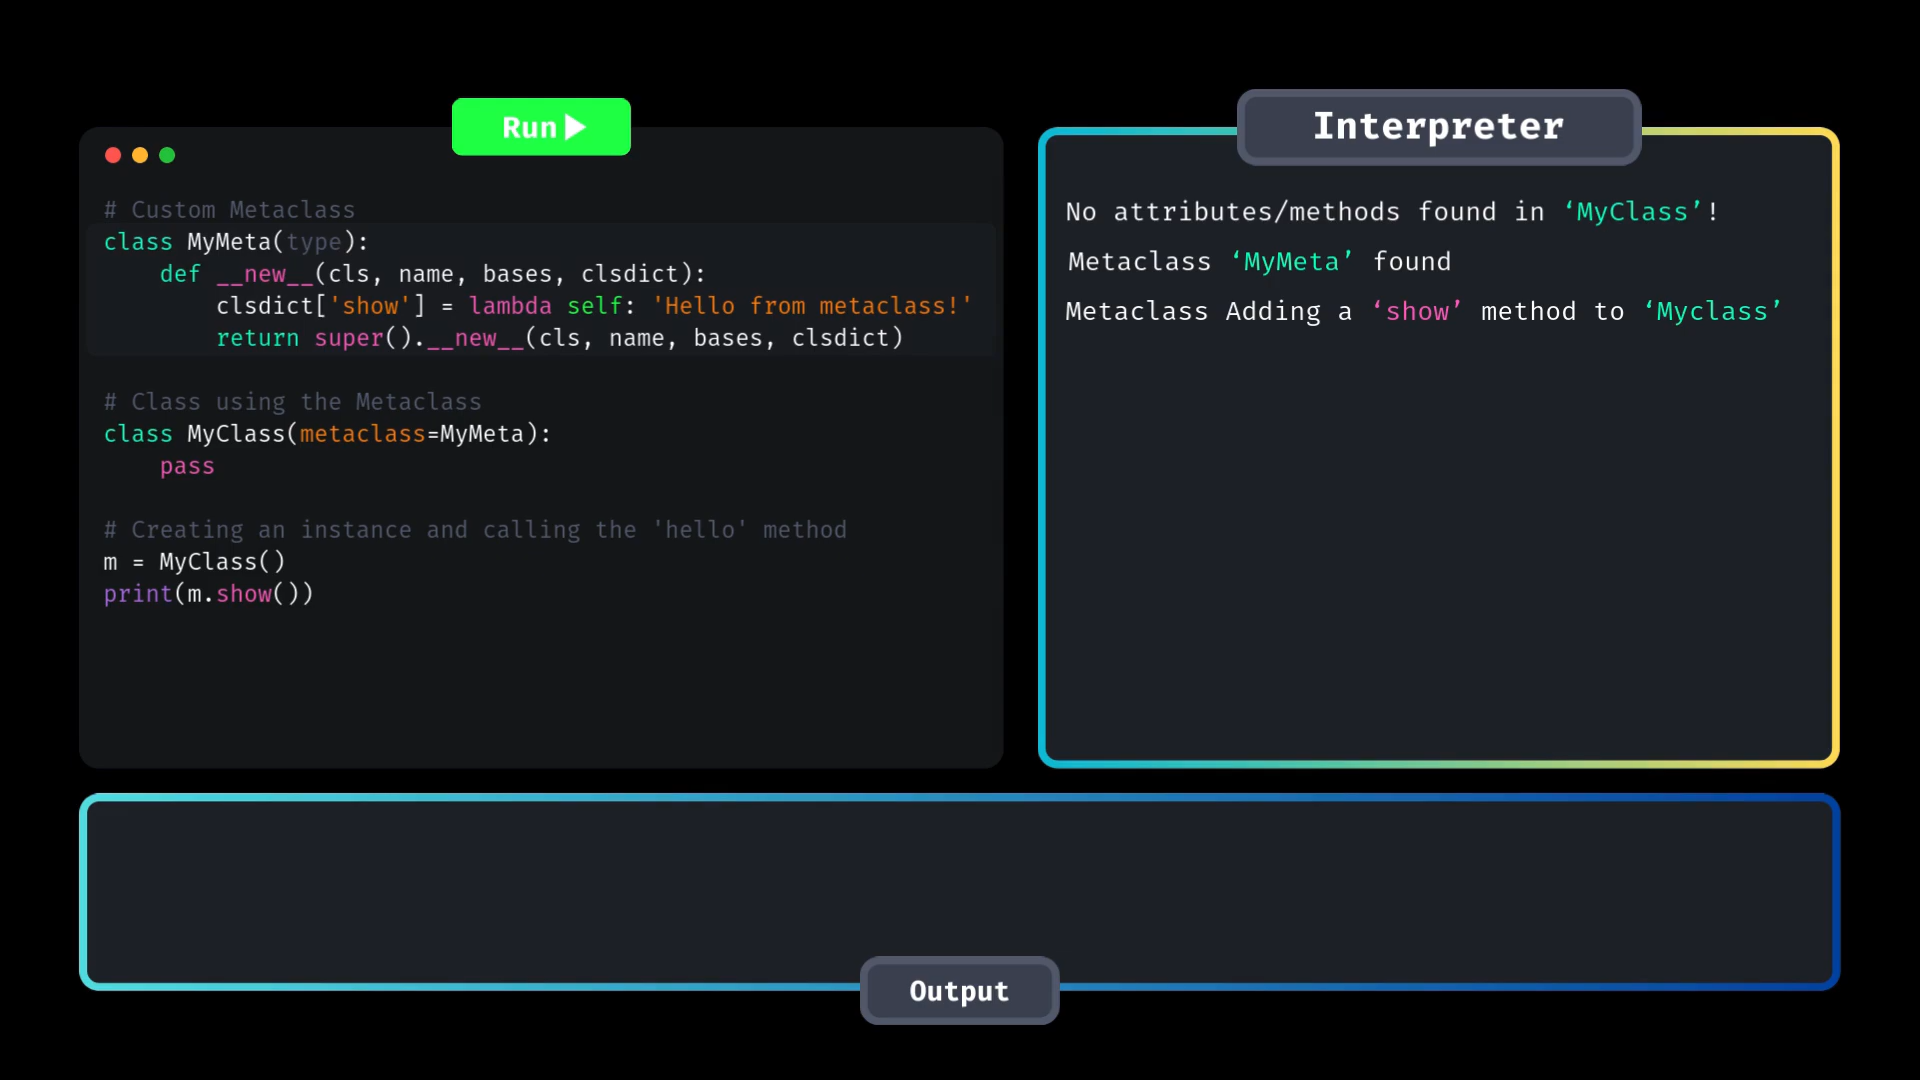 Run
# Custom Metaclass
class MyMeta(type):
    def __new__(cls, name, bases, clsdict):
        clsdict['show'] = lambda self: 'Hello from metaclass!'
        return super().__new__(cls, name, bases, clsdict)
# Class using the Metaclass
class MyClass(metaclass=MyMeta):
    pass
# Creating an instance and calling the 'hello' method
m = MyClass()
print(m.show())
Interpreter
No attributes/methods found in ‘MyClass’!
Metaclass ‘MyMeta’ found
Metaclass Adding a ‘show’ method to ‘Myclass’
Output